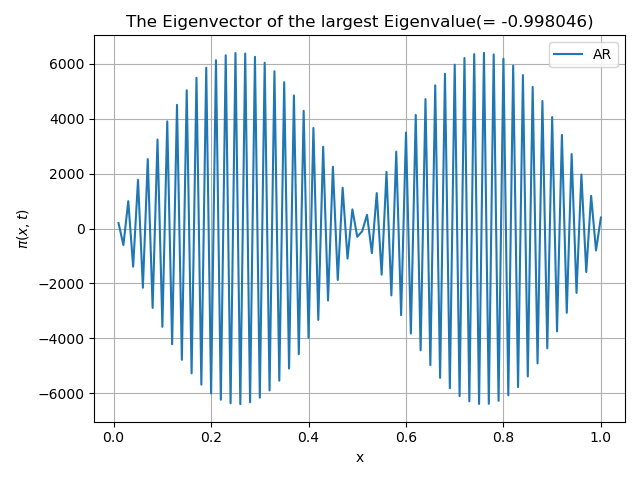 The Eigenvector of the largest Eigenvalue(= -0.998046)
AR
6000
4000
2000
0
−2000
−4000
−6000
π(x, t)
0.0 0.2 0.4 0.6 0.8 1.0
x